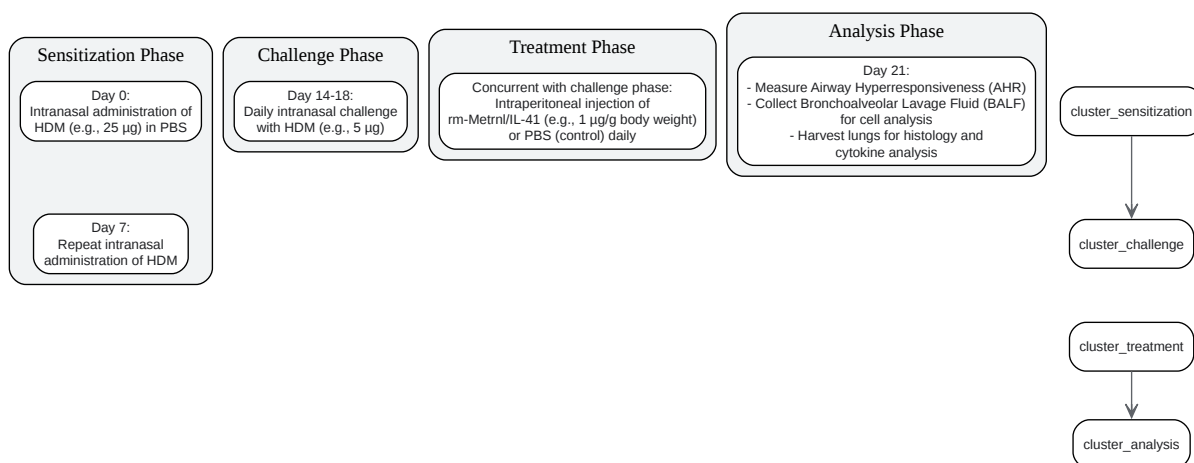 Sensitization Phase
Day 0:
Intranasal administration of
HDM (e.g., 25 µg) in PBS
Day 7:
Repeat intranasal
administration of HDM
Challenge Phase
Day 14-18:
Daily intranasal challenge
with HDM (e.g., 5 µg)
Treatment Phase
Concurrent with challenge phase:
Intraperitoneal injection of
rm-Metrnl/IL-41 (e.g., 1 µg/g body weight)
or PBS (control) daily
Analysis Phase
Day 21:
- Measure Airway Hyperresponsiveness (AHR)
- Collect Bronchoalveolar Lavage Fluid (BALF)
for cell analysis
- Harvest lungs for histology and
cytokine analysis
cluster_sensitization
cluster_challenge
cluster_treatment
cluster_analysis